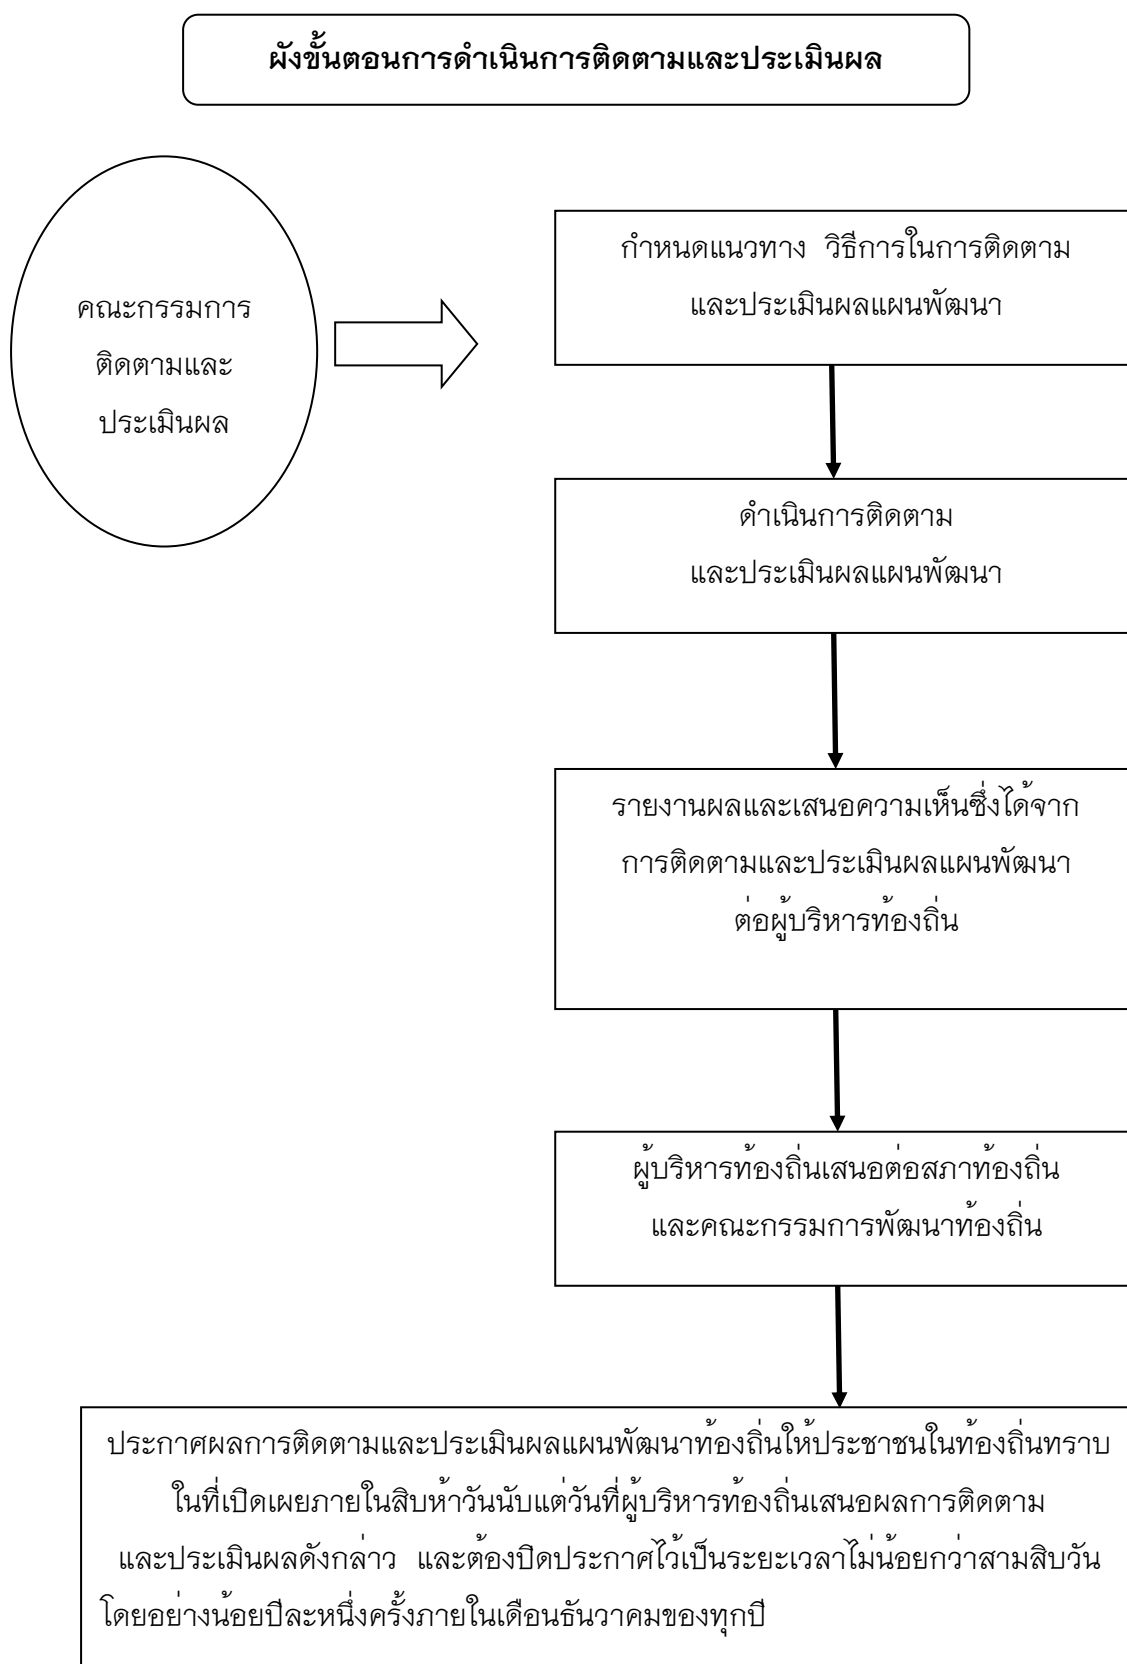 ผังขั้นตอนการดำเนินการติดตามและประเมินผล
คณะกรรมการ
ติดตามและ
ประเมินผล
กำหนดแนวทาง วิธีการในการติดตาม
และประเมินผลแผนพัฒนา
ดำเนินการติดตาม
และประเมินผลแผนพัฒนา
รายงานผลและเสนอความเห็นซึ่งได้จาก
การติดตามและประเมินผลแผนพัฒนา
ต่อผู้บริหารท้องถิ่น
ผู้บริหารท้องถิ่นเสนอต่อสภาท้องถิ่น
และคณะกรรมการพัฒนาท้องถิ่น
ประกาศผลการติดตามและประเมินผลแผนพัฒนาท้องถิ่นให้ประชาชนในท้องถิ่นทราบ
ในที่เปิดเผยภายในสิบห้าวันนับแต่วันที่ผู้บริหารท้องถิ่นเสนอผลการติดตาม
และประเมินผลดังกล่าว และต้องปิดประกาศไว้เป็นระยะเวลาไม่น้อยกว่าสามสิบวัน
โดยอย่างน้อยปีละหนึ่งครั้งภายในเดือนธันวาคมของทุกปี